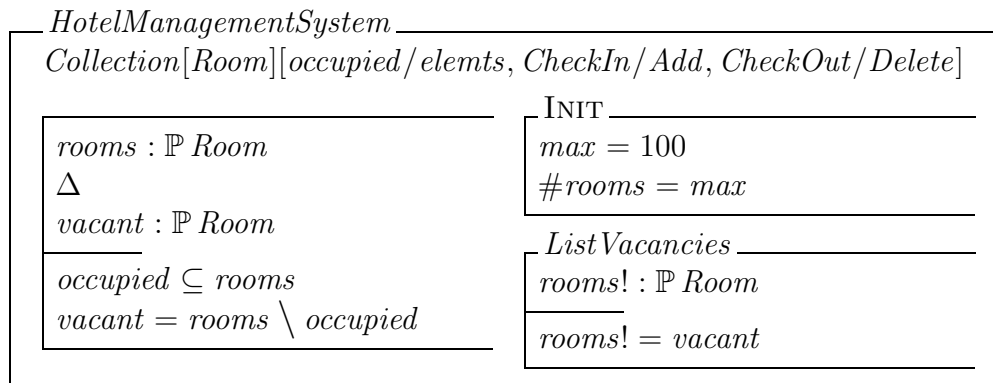 HotelManagementSystem
Collection[Room][occupied/elemts, CheckIn/Add, CheckOut/Delete]
rooms : ℙ Room
Δ
vacant : ℙ Room
occupied ⊆ rooms
vacant = rooms \ occupied
INIT
max = 100
#rooms = max
ListVacancies
rooms! : ℙ Room
rooms! = vacant